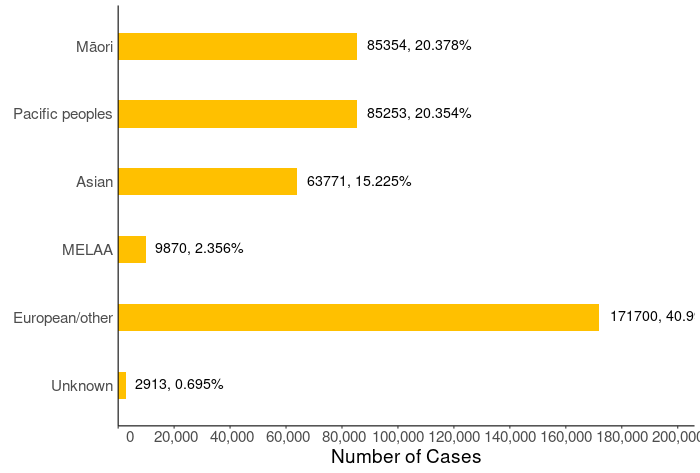 Māori 85354, 20.378%
Pacific peoples 85253, 20.354%
Asian 63771, 15.225%
MELAA 9870, 2.356%
European/other 171700, 40.9
Unknown 2913, 0.695%
0 20,000 40,000 60,000 80,000 100,000 120,000 140,000 160,000 180,000 200,00
Number of Cases